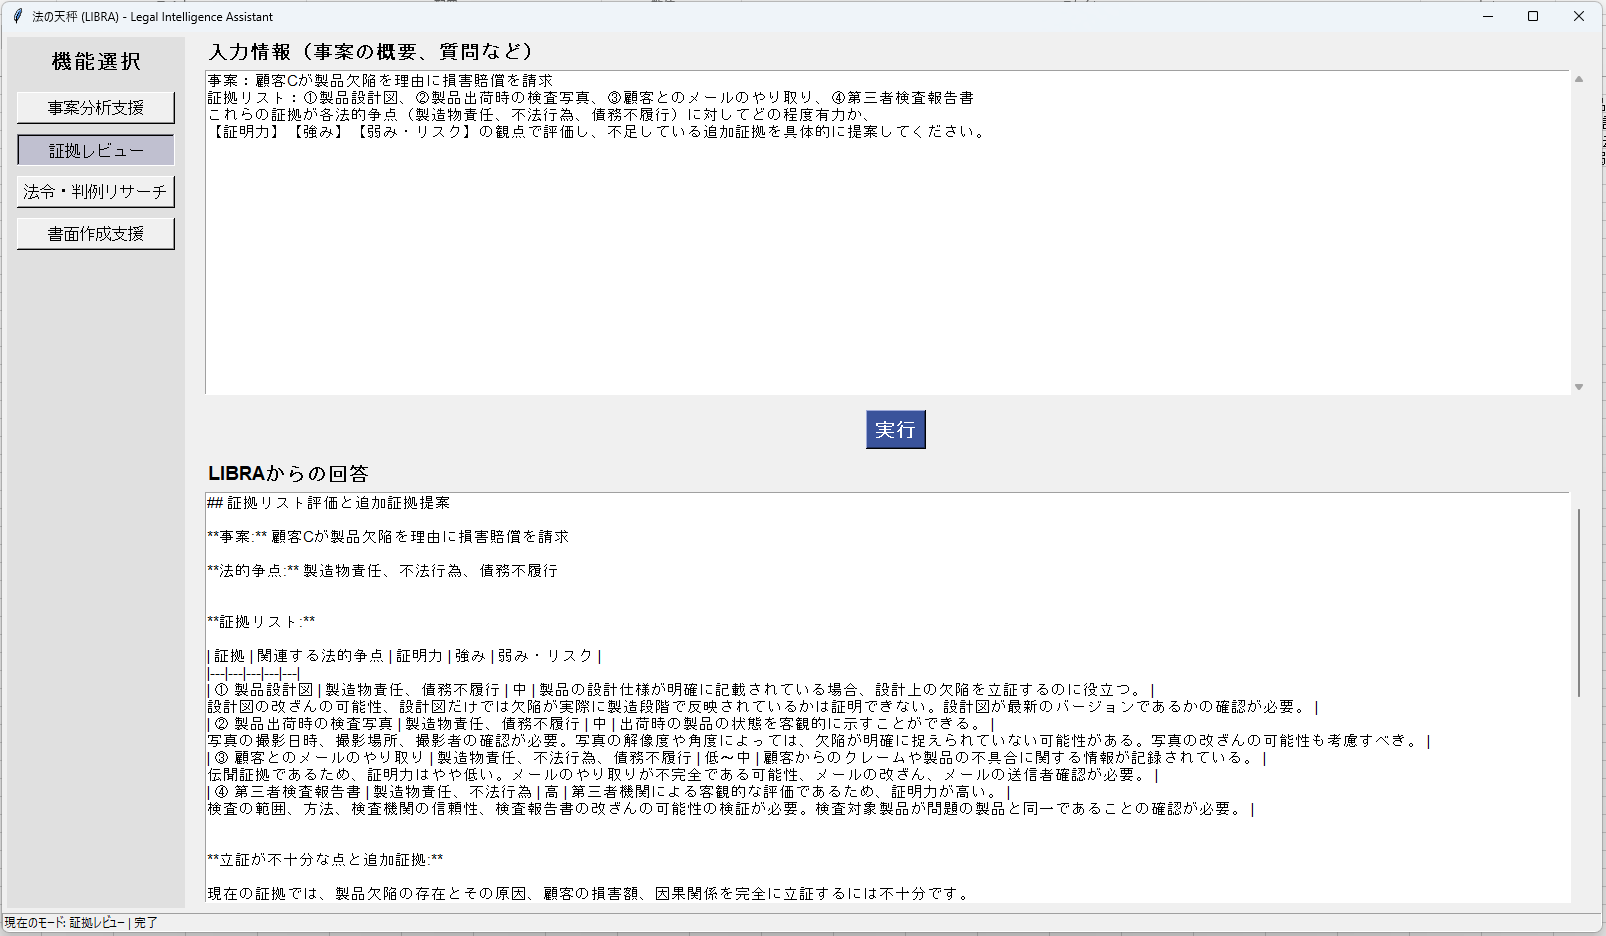 法の天秤 (LIBRA) - Legal Intelligence Assistant
機能選択
事案分析支援
証拠レビュー
法令・判例リサーチ
書面作成支援
入力情報（事案の概要、質問など）
事案：顧客Cが製品欠陥を理由に損害賠償を請求
証拠リスト：①製品設計図、②製品出荷時の検査写真、③顧客とのメールのやり取り、④第三者検査報告書
これらの証拠が各法的争点（製造物責任、不法行為、債務不履行）に対してどの程度有力か、
【証明力】【強み】【弱み・リスク】の観点で評価し、不足している追加証拠を具体的に提案してください。
実行
LIBRAからの回答
## 証拠リスト評価と追加証拠提案
**事案:** 顧客Cが製品欠陥を理由に損害賠償を請求
**法的争点:** 製造物責任、不法行為、債務不履行
**証拠リスト:**
| 証拠 | 関連する法的争点 | 証明力 | 強み | 弱み・リスク |
|---|---|---|---|---|
| ① 製品設計図 | 製造物責任、債務不履行 | 中 | 製品の設計仕様が明確に記載されている場合、設計上の欠陥を立証するのに役立つ。 |
設計図の改ざんの可能性、設計図だけでは欠陥が実際に製造段階で反映されているかは証明できない。設計図が最新のバージョンであるかの確認が必要。 |
| ② 製品出荷時の検査写真 | 製造物責任、債務不履行 | 中 | 出荷時の製品の状態を客観的に示すことができる。 |
写真の撮影日時、撮影場所、撮影者の確認が必要。写真の解像度や角度によっては、欠陥が明確に捉えられていない可能性がある。写真の改ざんの可能性も考慮すべき。 |
| ③ 顧客とのメールのやり取り | 製造物責任、不法行為、債務不履行 | 低～中 | 顧客からのクレームや製品の不具合に関する情報が記録されている。 |
伝聞証拠であるため、証明力はやや低い。メールのやり取りが不完全である可能性、メールの改ざん、メールの送信者確認が必要。 |
| ④ 第三者検査報告書 | 製造物責任、不法行為 | 高 | 第三者機関による客観的な評価であるため、証明力が高い。 |
検査の範囲、方法、検査機関の信頼性、検査報告書の改ざんの可能性の検証が必要。検査対象製品が問題の製品と同一であることの確認が必要。 |
**立証が不十分な点と追加証拠:**
現在の証拠では、製品欠陥の存在とその原因、顧客の損害額、因果関係を完全に立証するには不十分です。
現在のモード: 証拠レビュー | 完了